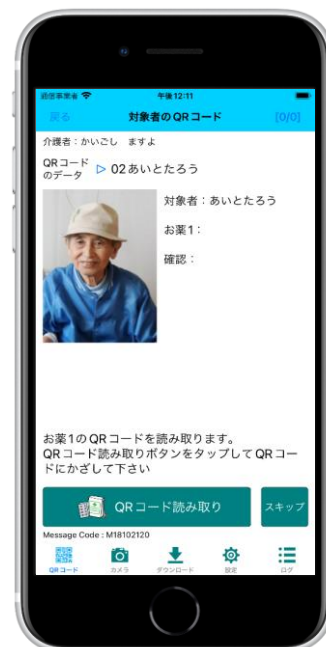 通信事業者 午後12:11
戻る 対象者のQRコード [0/0]
介護者：かいごし ますよ
QRコード
のデータ ▷ 02あいとたろう
対象者：あいとたろう
お薬1：
確認：
お薬1のQRコードを読み取ります。
QRコード読み取りボタンをタップしてQRコー
ドにかざして下さい
QRコード読み取り スキップ
Message Code : M18102120
QRコード カメラ ダウンロード 設定 ログ